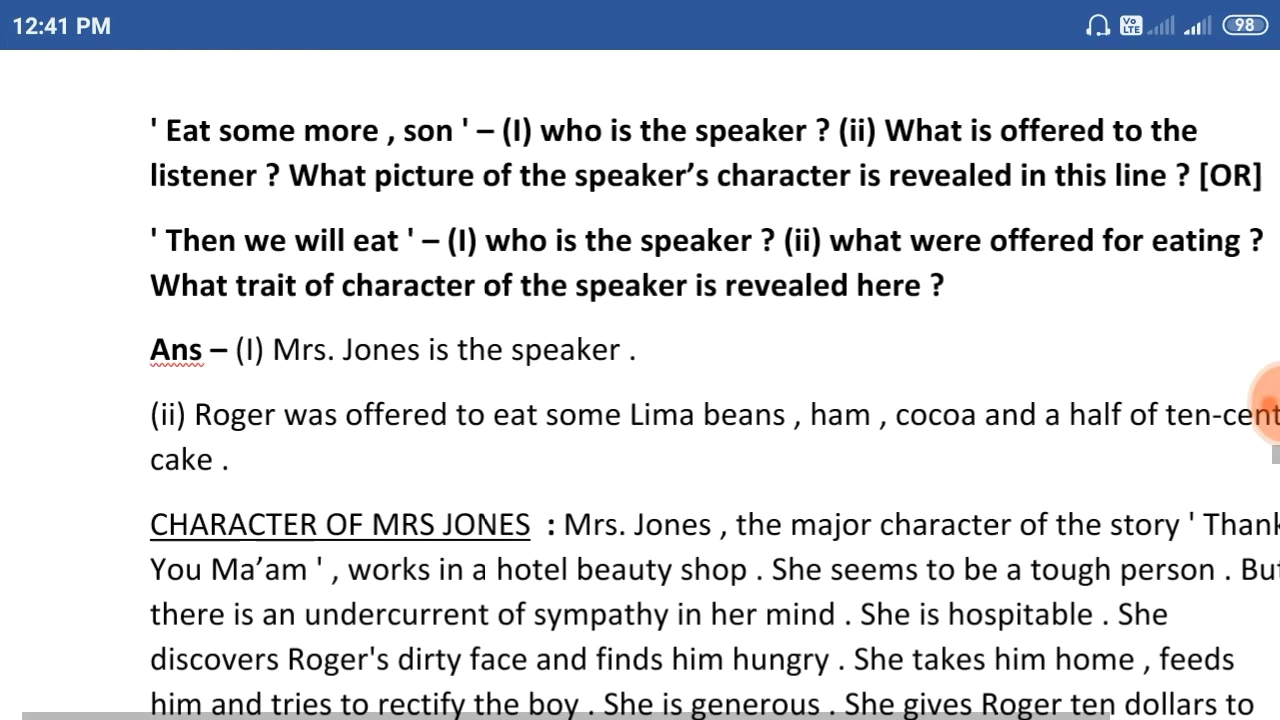 12:41 PM
Vo
LTE
98
' Eat some more , son ' – (I) who is the speaker ? (ii) What is offered to the
listener ? What picture of the speaker’s character is revealed in this line ? [OR]
' Then we will eat ' – (I) who is the speaker ? (ii) what were offered for eating ?
What trait of character of the speaker is revealed here ?
Ans – (I) Mrs. Jones is the speaker .
(ii) Roger was offered to eat some Lima beans , ham , cocoa and a half of ten-cent
cake .
CHARACTER OF MRS JONES : Mrs. Jones , the major character of the story ' Thank
You Ma’am ' , works in a hotel beauty shop . She seems to be a tough person . But
there is an undercurrent of sympathy in her mind . She is hospitable . She
discovers Roger's dirty face and finds him hungry . She takes him home , feeds
him and tries to rectify the boy . She is generous . She gives Roger ten dollars to